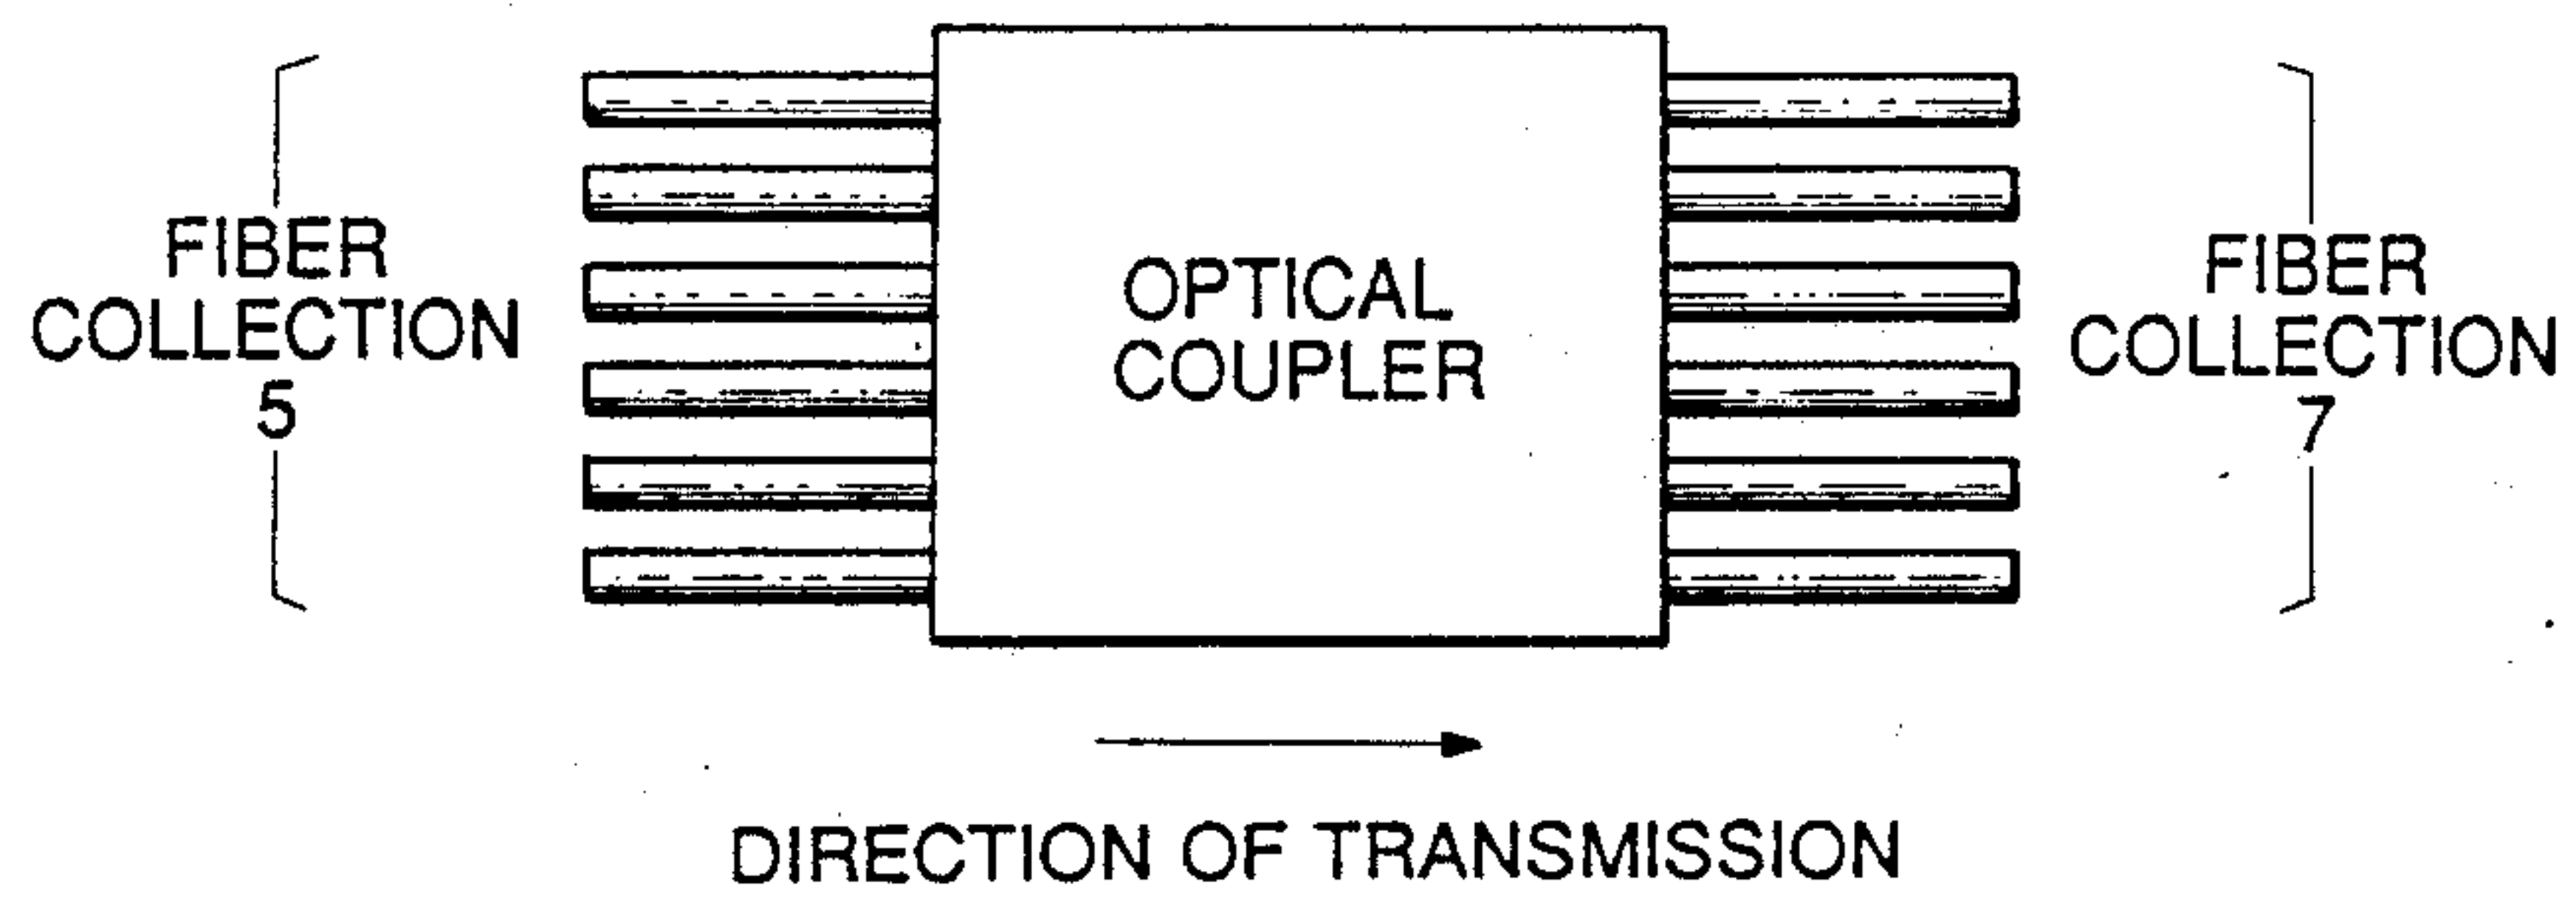 FIBER
COLLECTION
5
OPTICAL
COUPLER
FIBER
COLLECTION
7
DIRECTION OF TRANSMISSION